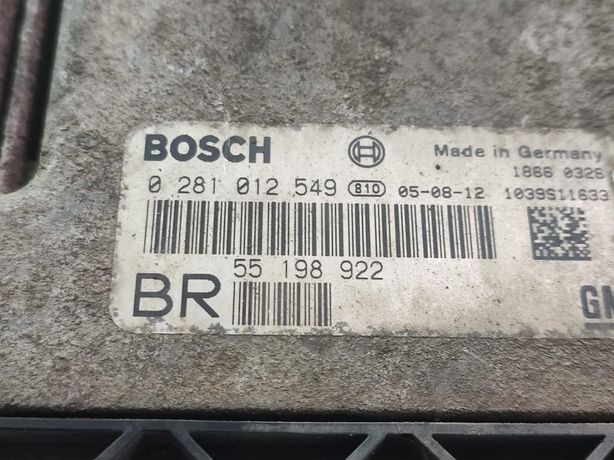 BOSCH
Made in Germany
1866 0326
0 281 012 549 810 05-08-12 1039S11633
55 198 922
BR
GM